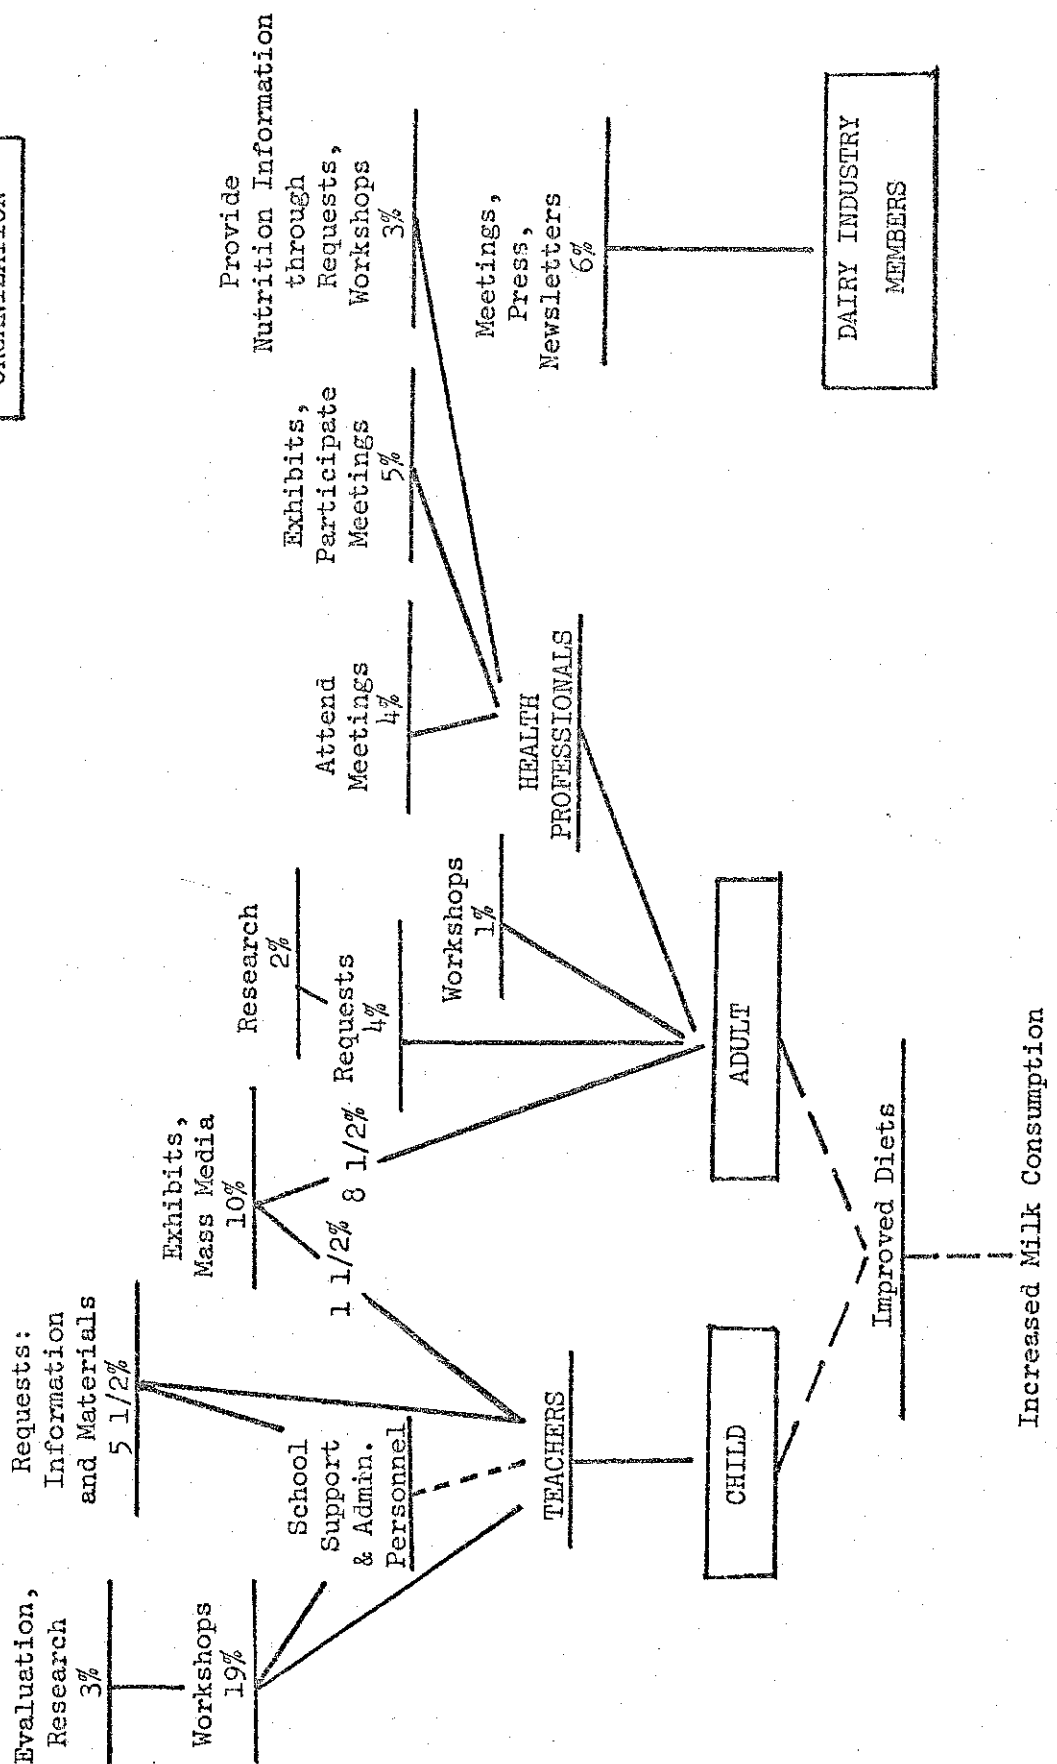 ORGANIZATION
Evaluation,
Research
3%
Workshops
19%
Requests:
Information
and Materials
5 1/2%
School
Support
& Admin.
Personnel
Exhibits,
Mass Media
10%
1 1/2%
8 1/2%
Research
2%
Requests
4%
Workshops
1%
Attend
Meetings
4%
Exhibits,
Participate
Meetings
5%
Provide
Nutrition Information
through
Requests,
Workshops
3%
Meetings,
Press,
Newsletters
6%
HEALTH
PROFESSIONALS
TEACHERS
CHILD
ADULT
DAIRY INDUSTRY
MEMBERS
Improved Diets
Increased Milk Consumption